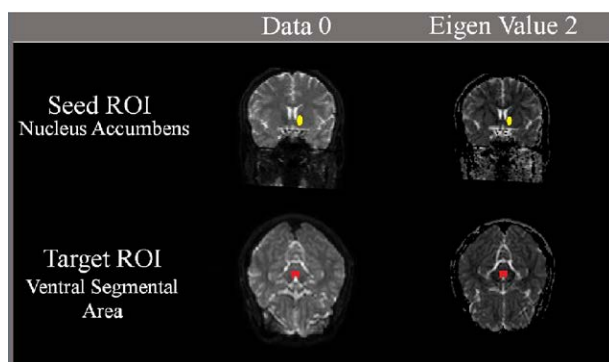 Data 0 Eigen Value 2
Seed ROI
Nucleus Accumbens
Target ROI
Ventral Segmental
Area